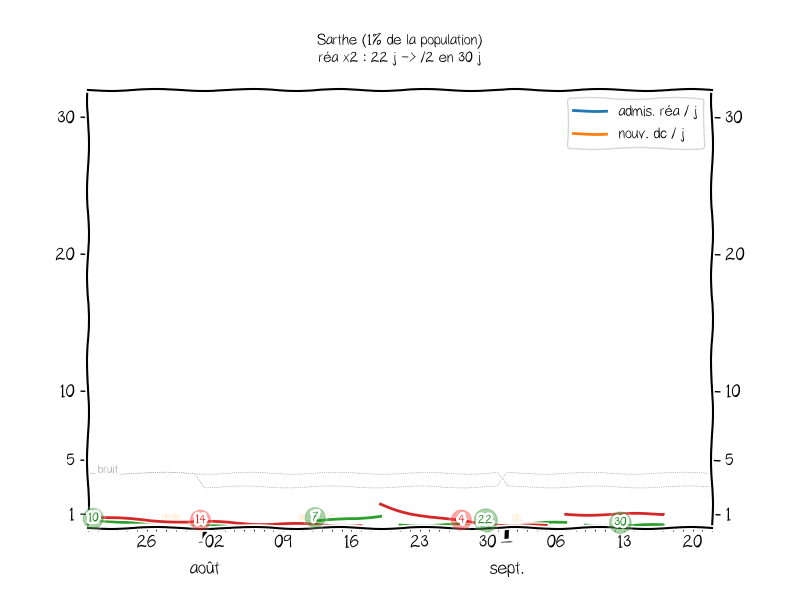 Sarthe (1% de la population)
réa x2 : 22 j -> /2 en 30 j
admis. réa / j
nouv. dc / j
30 30
20 20
10 10
5 5
bruit
1 1
10 14 7 4 22 30
26 02 09 16 23 30 06 13 20
août sept.